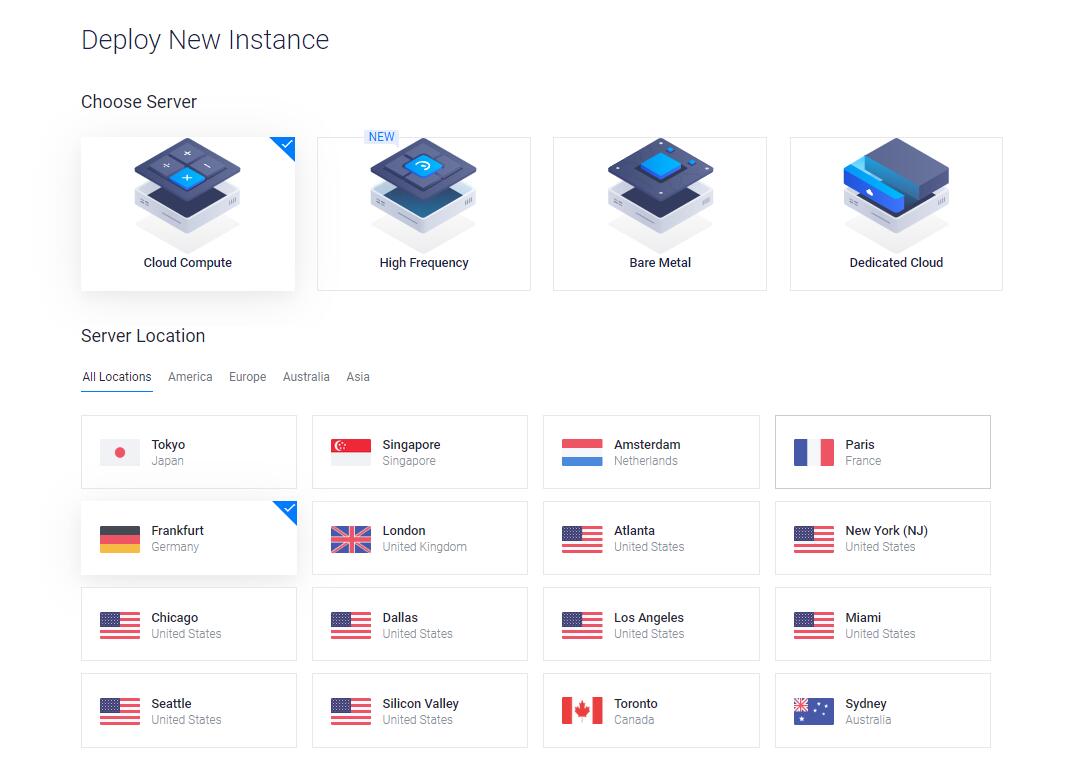 Deploy New Instance
Choose Server
NEW
Cloud Compute
High Frequency
Bare Metal
Dedicated Cloud
Server Location
All Locations America Europe Australia Asia
Tokyo
Japan
Singapore
Singapore
Amsterdam
Netherlands
Paris
France
Frankfurt
Germany
London
United Kingdom
Atlanta
United States
New York (NJ)
United States
Chicago
United States
Dallas
United States
Los Angeles
United States
Miami
United States
Seattle
United States
Silicon Valley
United States
Toronto
Canada
Sydney
Australia